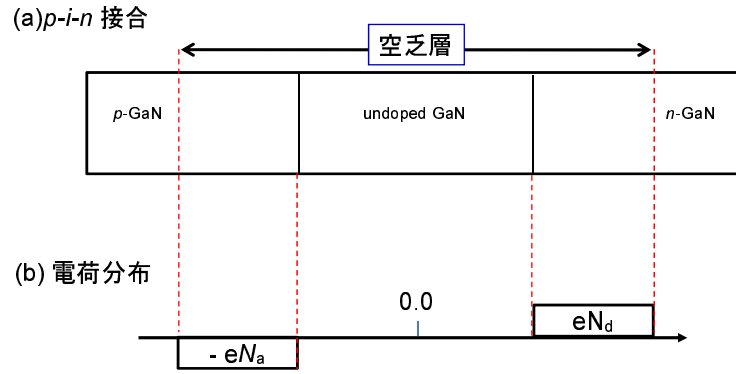 (a)p-i-n 接合
空乏層
p-GaN
undoped GaN
n-GaN
(b) 電荷分布
0.0
eNd
- eNa